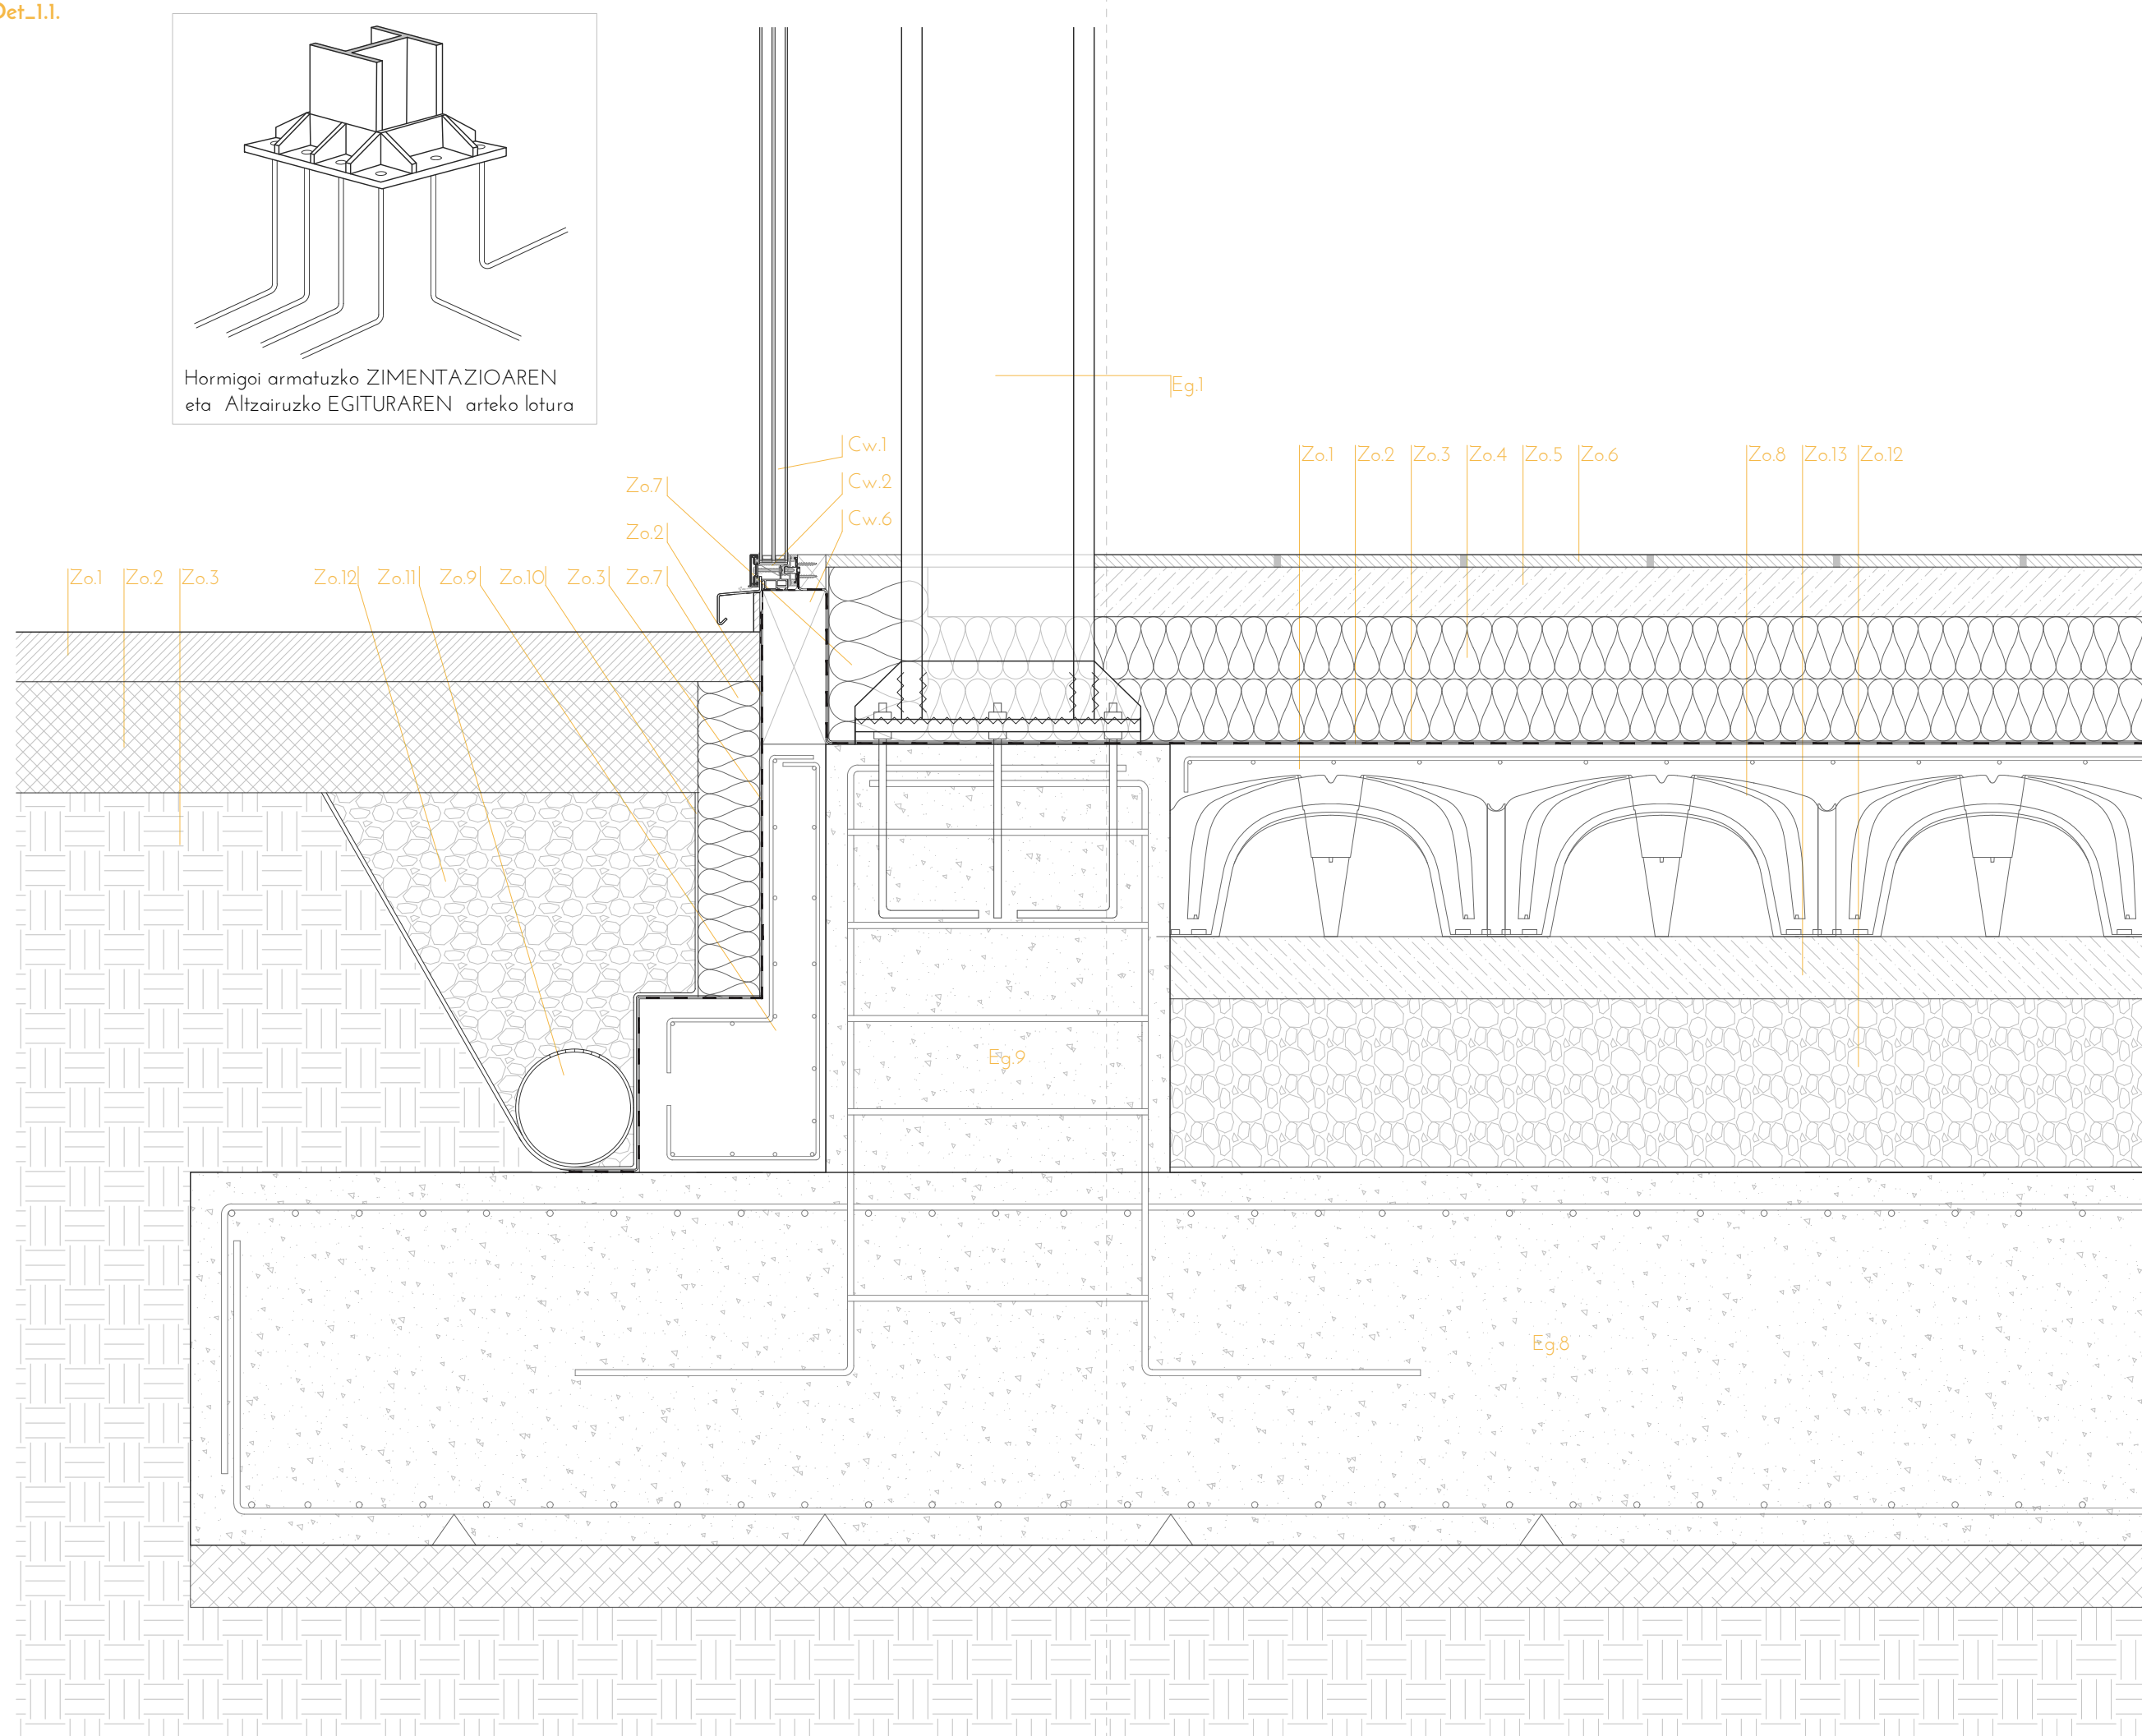 Det_1.1.
Hormigoi armatuzko ZIMENTAZIOAREN
eta Altzairuzko EGITURAREN arteko lotura
Eg.1
Cw.1
Cw.2
Cw.6
Zo.7
Zo.2
Zo.1 Zo.2 Zo.3 Zo.4 Zo.5 Zo.6 Zo.8 Zo.13 Zo.12
Zo.1 Zo.2 Zo.3 Zo.12 Zo.11 Zo.9 Zo.10 Zo.3 Zo.7
Eg.9
Eg.8